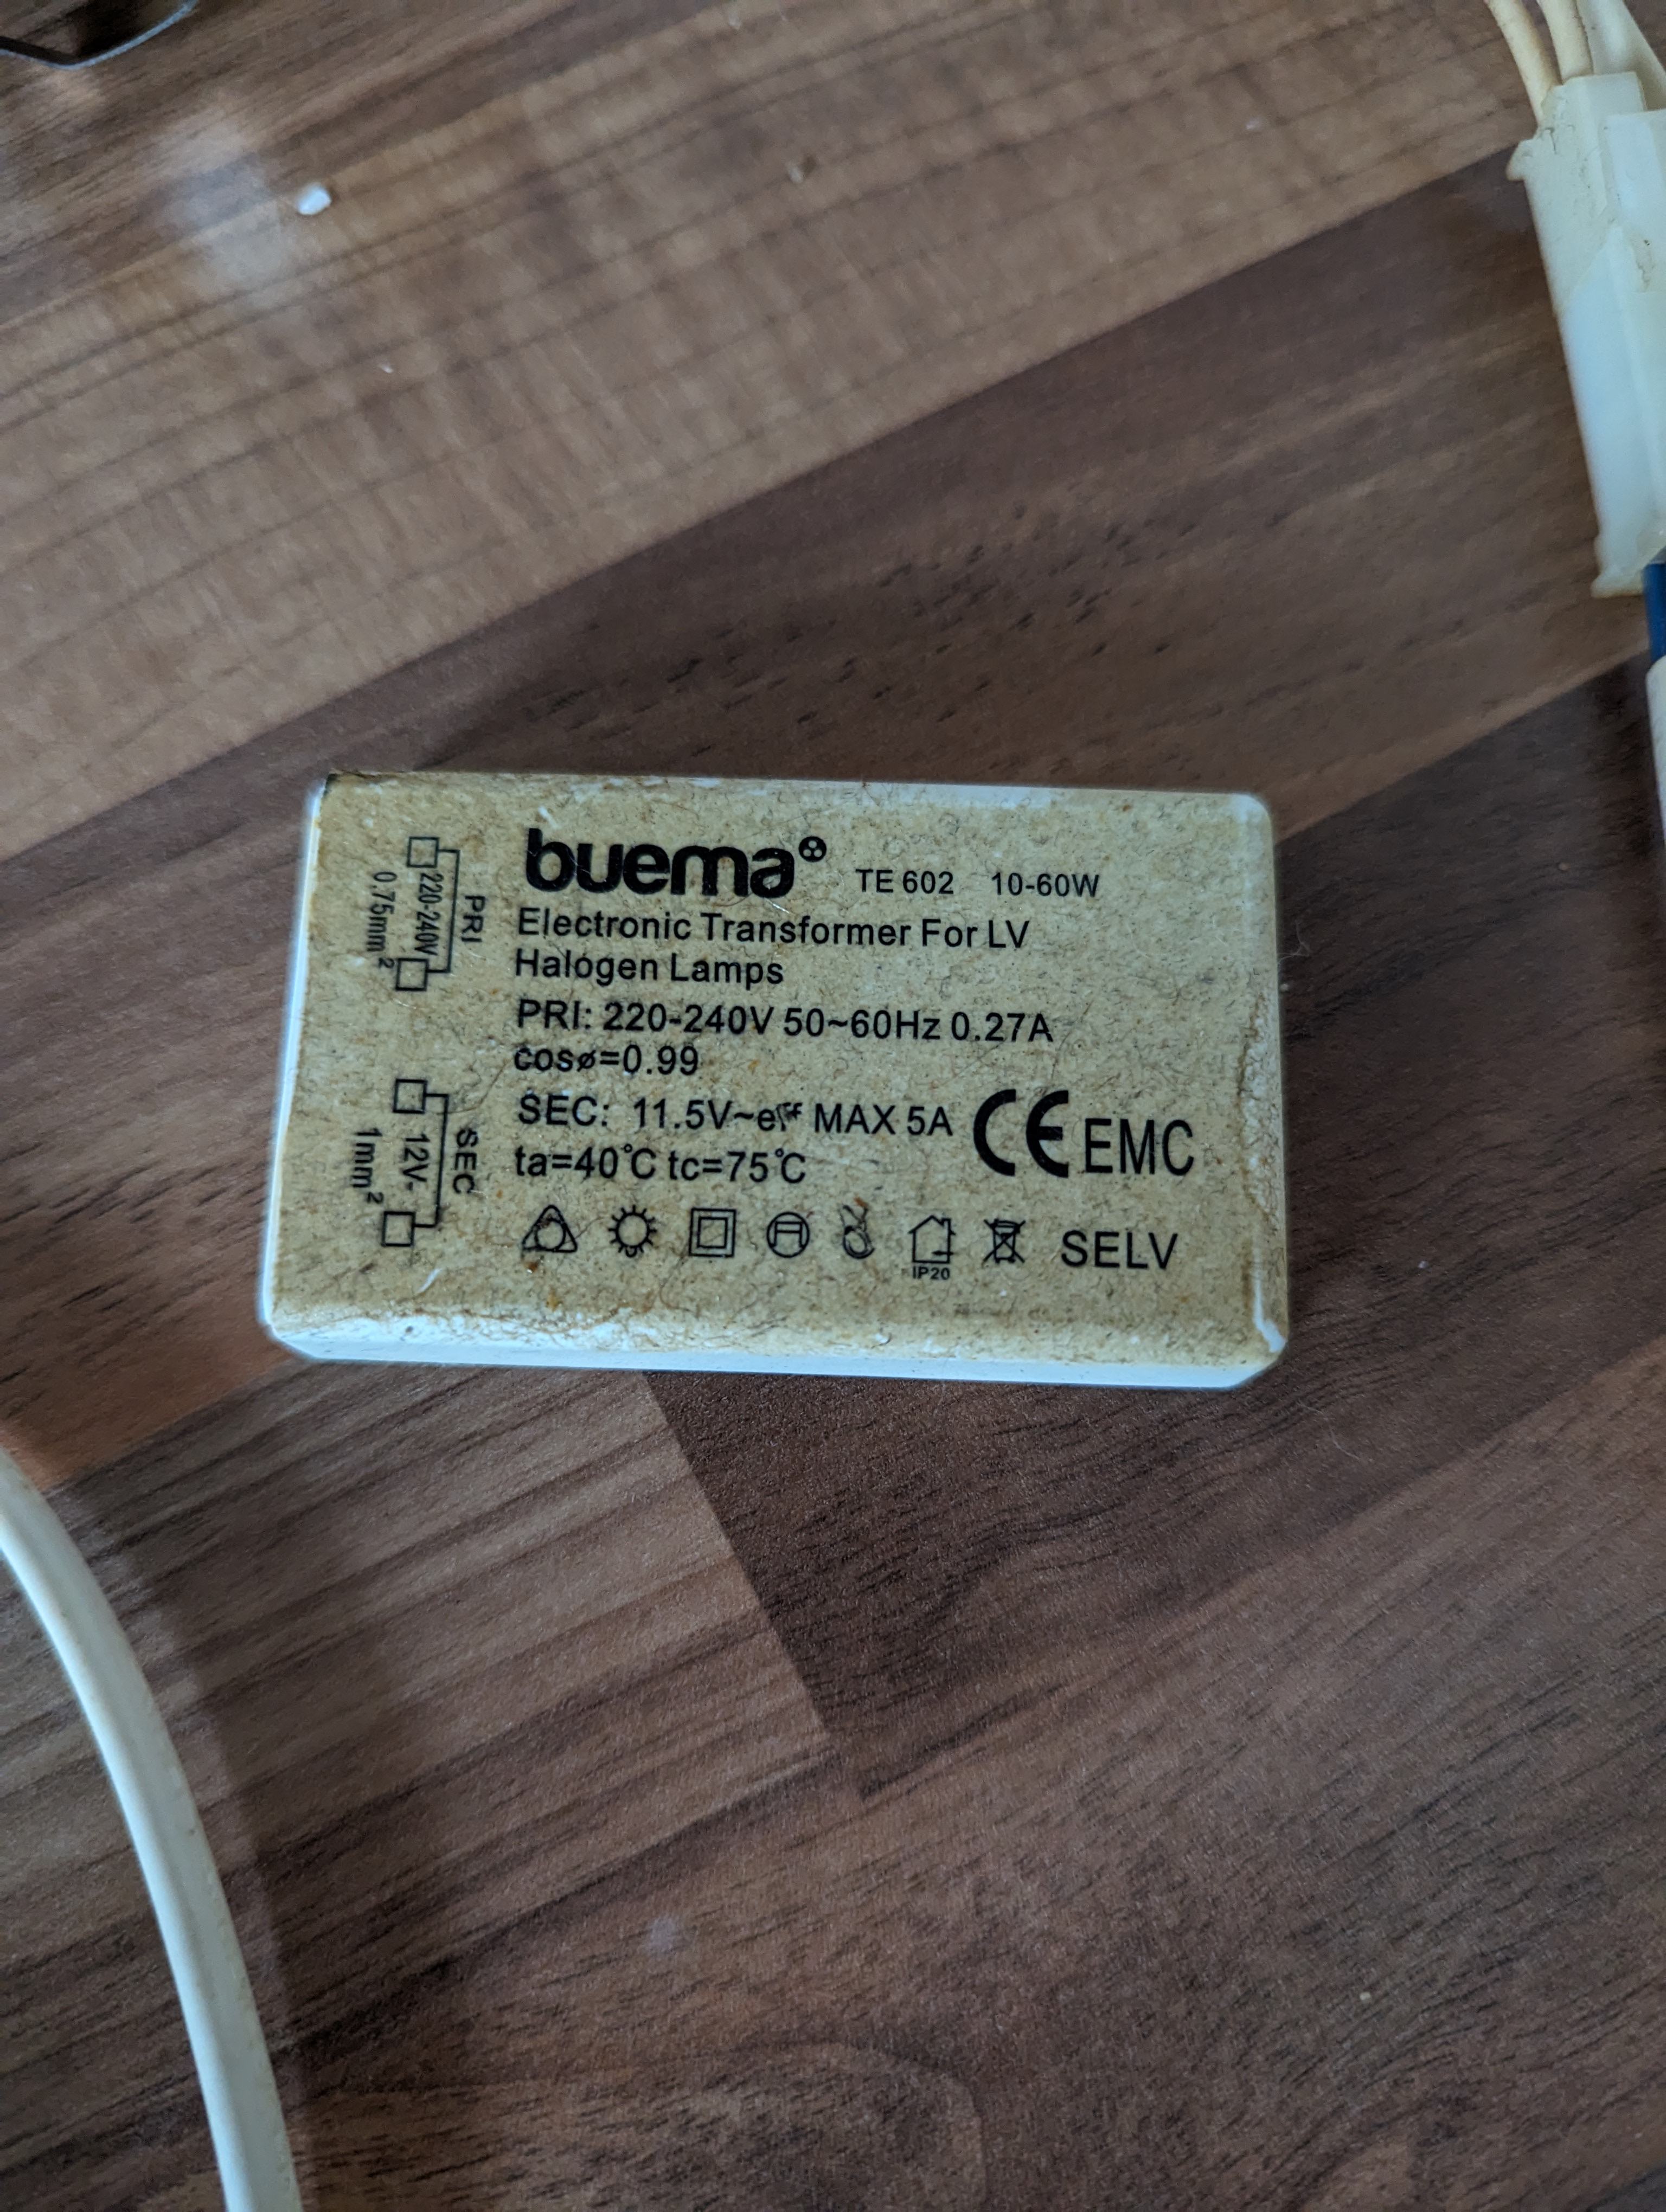 buema TE 602 10-60W
Electronic Transformer For LV
Halogen Lamps
PRI: 220-240V 50~60Hz 0.27A
cosø=0.99
SEC: 11.5V~eff MAX 5A
ta=40℃ tc=75℃
CE EMC
IP20
SELV
PRI
220-240V
0.75mm²
SEC
12V~
1mm²